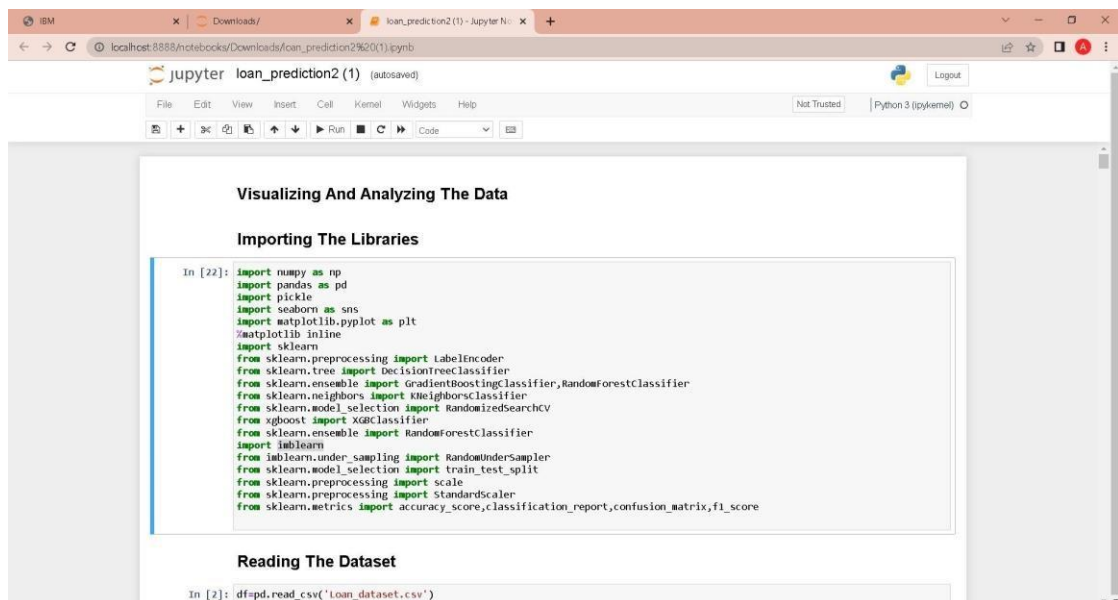 IBM
Downloads/
loan_prediction2 (1) - Jupyter No
localhost:8888/notebooks/Downloads/loan_prediction2%20(1).ipynb
A
jupyter loan_prediction2 (1) (autosaved)
Logout
File Edit View Insert Cell Kernel Widgets Help
Not Trusted
Python 3 (ipykernel)
Run
Code
Visualizing And Analyzing The Data
Importing The Libraries
In [22]: import numpy as np
import pandas as pd
import pickle
import seaborn as sns
import matplotlib.pyplot as plt
%matplotlib inline
import sklearn
from sklearn.preprocessing import LabelEncoder
from sklearn.tree import DecisionTreeClassifier
from sklearn.ensemble import GradientBoostingClassifier,RandomForestClassifier
from sklearn.neighbors import KNeighborsClassifier
from sklearn.model_selection import RandomizedSearchCV
from xgboost import XGBClassifier
from sklearn.ensemble import RandomForestClassifier
import imblearn
from imblearn.under_sampling import RandomUnderSampler
from sklearn.model_selection import train_test_split
from sklearn.preprocessing import scale
from sklearn.preprocessing import StandardScaler
from sklearn.metrics import accuracy_score,classification_report,confusion_matrix,f1_score
Reading The Dataset
In [2]: df=pd.read_csv('Loan_dataset.csv')